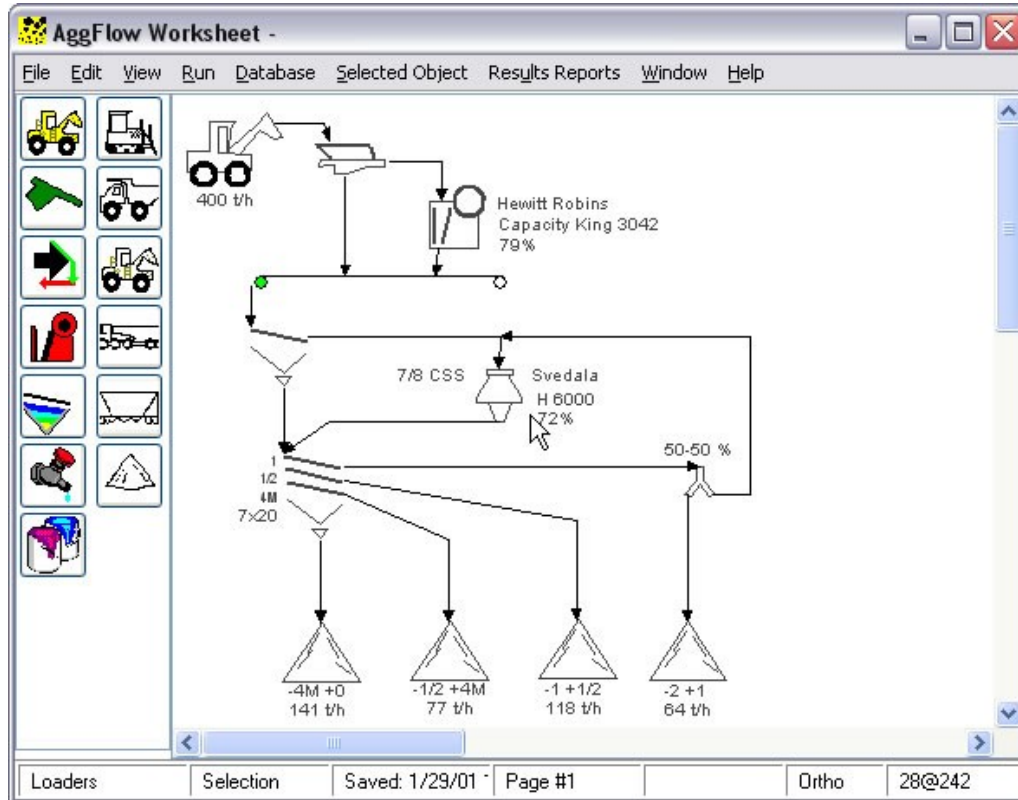 AggFlow Worksheet -
File Edit View Run Database Selected Object Results Reports Window Help
400 t/h
Hewitt Robins
Capacity King 3042
79%
7/8 CSS
Svedala
H 6000
72%
50-50 %
1
1/2
4M
7x20
-4M +0
141 t/h
-1/2 +4M
77 t/h
-1 +1/2
118 t/h
-2 +1
64 t/h
Loaders Selection Saved: 1/29/01 Page #1 Ortho 28@242